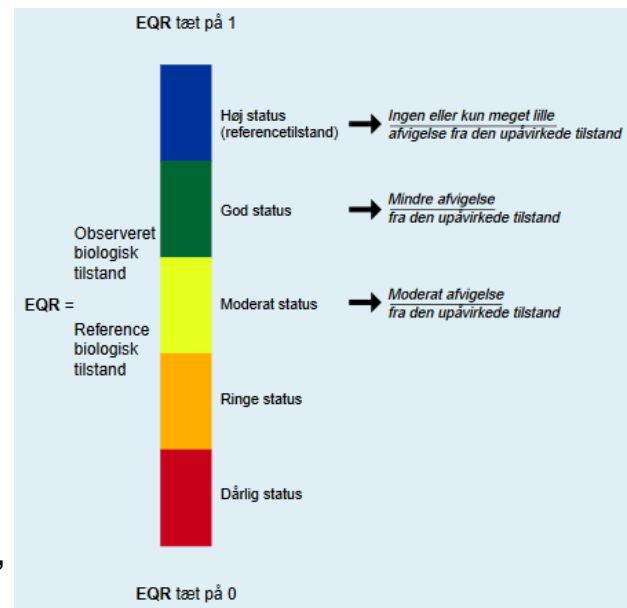 EQR tæt på 1
Høj status
(referencetilstand)
Ingen eller kun meget lille
afvigelse fra den upåvirkede tilstand
God status
Mindre afvigelse
fra den upåvirkede tilstand
Observeret
biologisk
tilstand
EQR =
Reference
biologisk
tilstand
Moderat status
Moderat afvigelse
fra den upåvirkede tilstand
Ringe status
Dårlig status
,
EQR tæt på 0